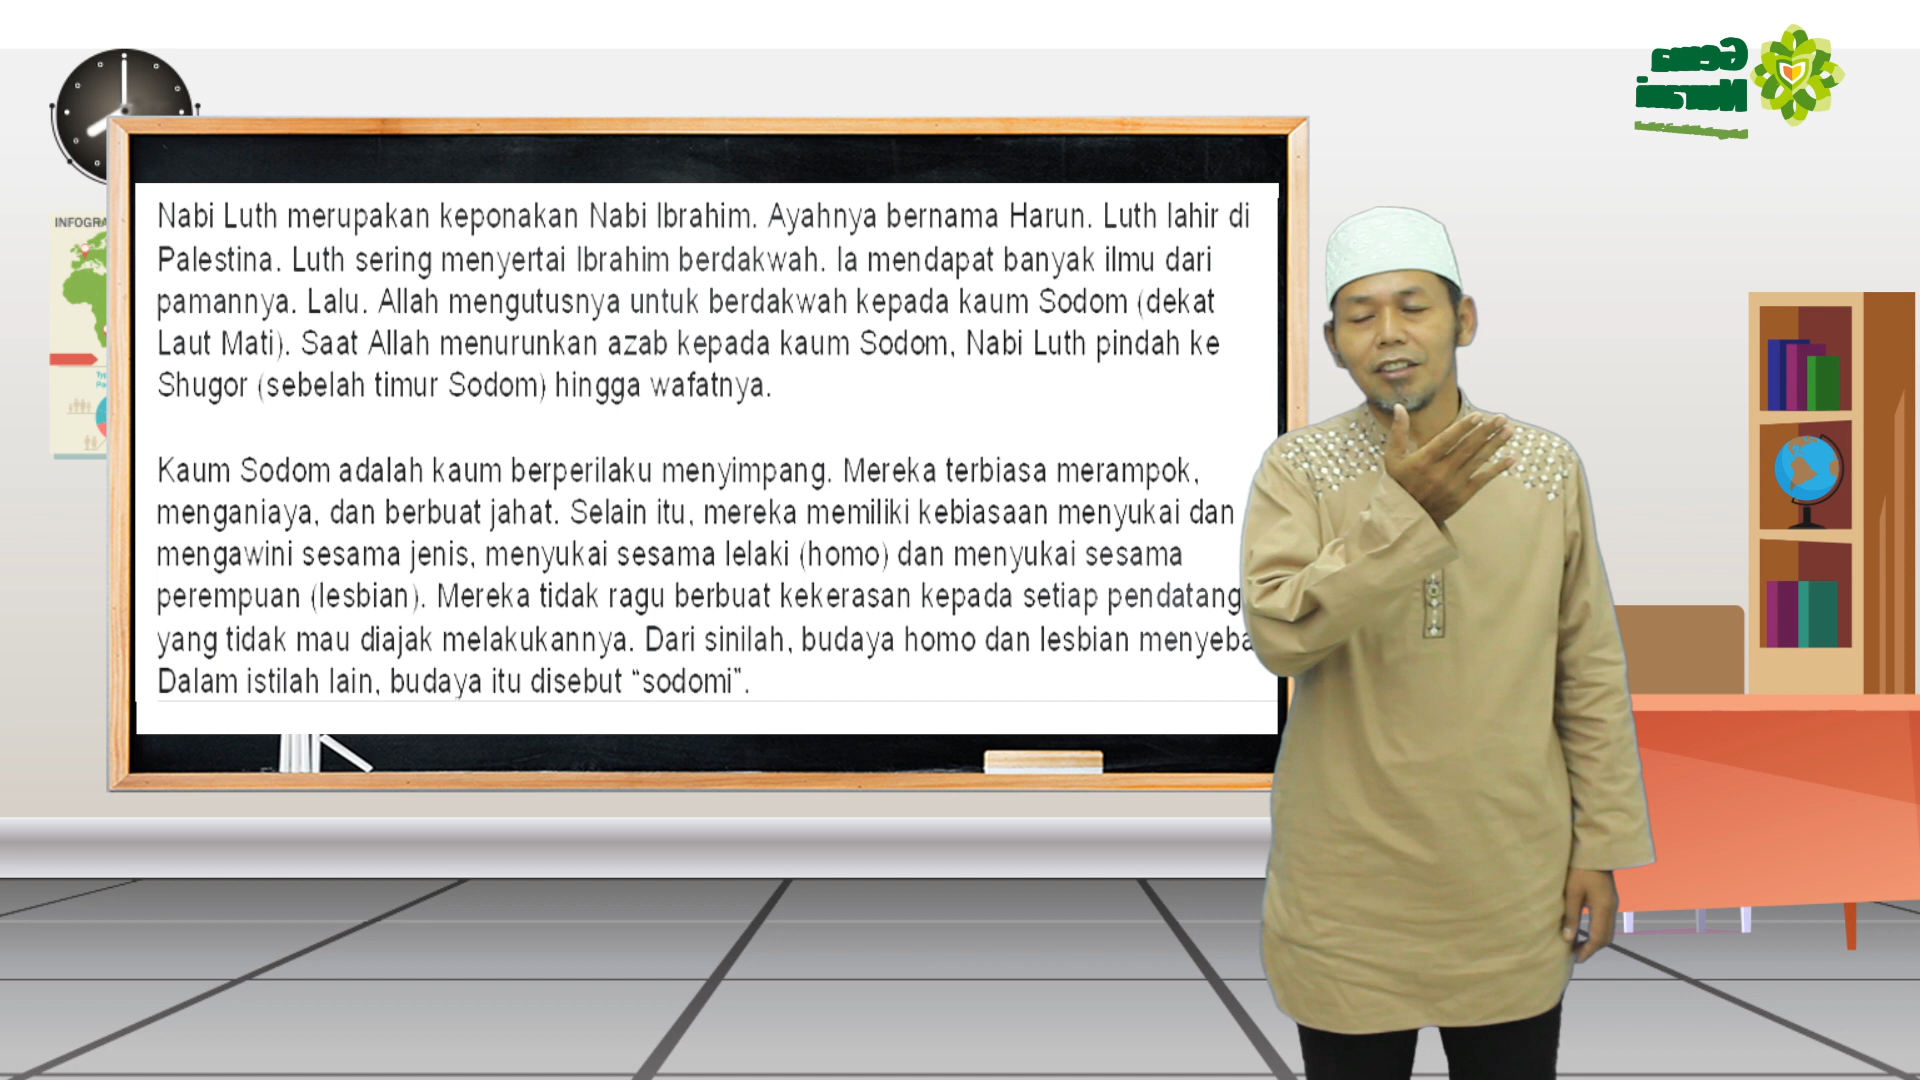 INFOGRA
Nabi Luth merupakan keponakan Nabi Ibrahim. Ayahnya bernama Harun. Luth lahir di
Palestina. Luth sering menyertai Ibrahim berdakwah. Ia mendapat banyak ilmu dari
pamannya. Lalu. Allah mengutusnya untuk berdakwah kepada kaum Sodom (dekat
Laut Mati). Saat Allah menurunkan azab kepada kaum Sodom, Nabi Luth pindah ke
Shugor (sebelah timur Sodom) hingga wafatnya.
Kaum Sodom adalah kaum berperilaku menyimpang. Mereka terbiasa merampok,
menganiaya, dan berbuat jahat. Selain itu, mereka memiliki kebiasaan menyukai dan
mengawini sesama jenis, menyukai sesama lelaki (homo) dan menyukai sesama
perempuan (lesbian). Mereka tidak ragu berbuat kekerasan kepada setiap pendatang
yang tidak mau diajak melakukannya. Dari sinilah, budaya homo dan lesbian menyeba
Dalam istilah lain, budaya itu disebut “sodomi”.